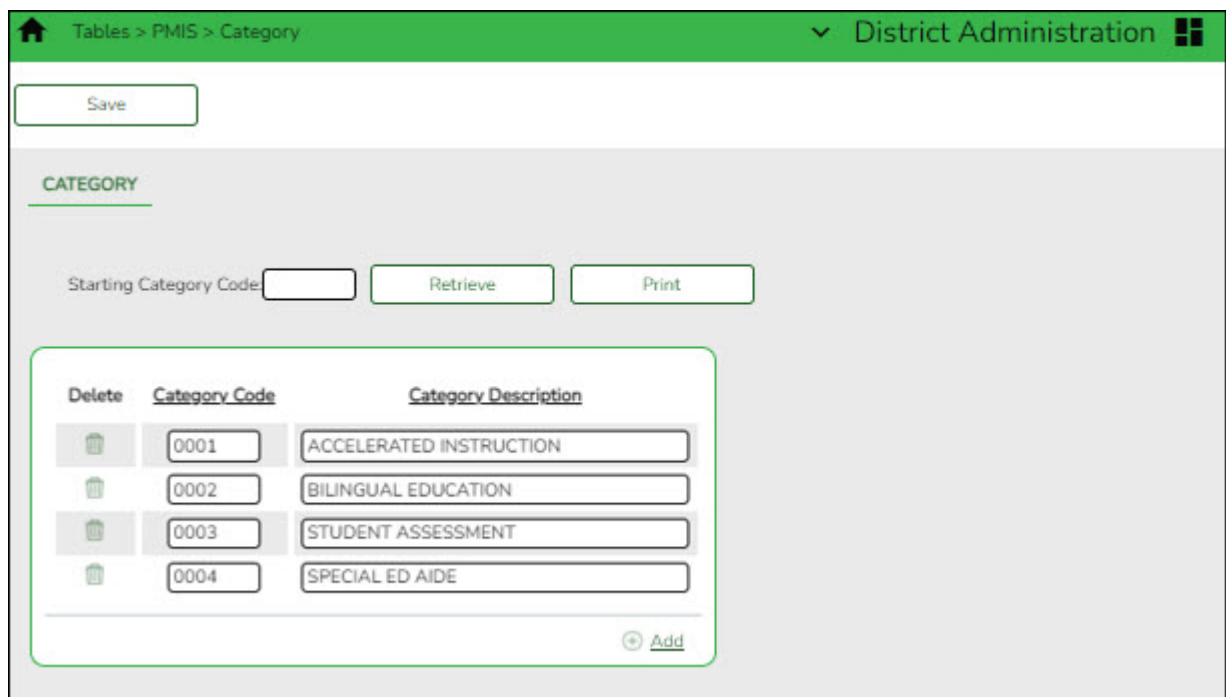 Tables > PMIS > Category District Administration
Save
CATEGORY
Starting Category Code: Retrieve Print
Delete Category Code Category Description
0001 ACCELERATED INSTRUCTION
0002 BILINGUAL EDUCATION
0003 STUDENT ASSESSMENT
0004 SPECIAL ED AIDE
Add